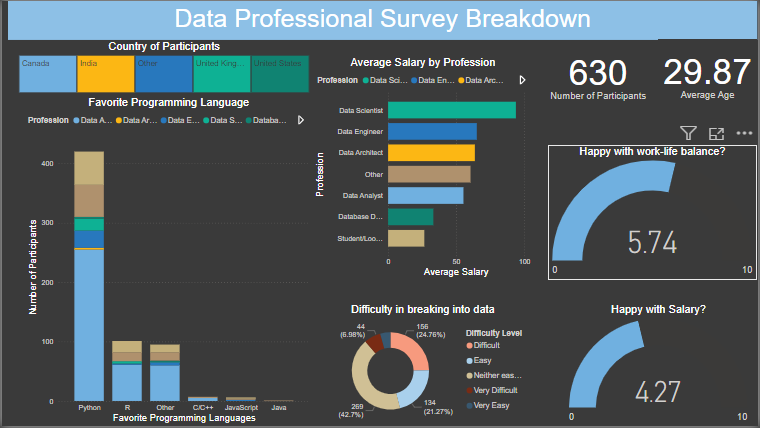 Data Professional Survey Breakdown
Country of Participants
Canada
India
Other
United King...
United States
Favorite Programming Language
Profession
Data A...
Data Ar...
Data E...
Data S...
Databa...
Number of Participants
400
300
200
100
0
Python
R
Other
C/C++
JavaScript
Java
Favorite Programming Languages
Average Salary by Profession
Profession
Data Sci...
Data En...
Data Arc...
Profession
Data Scientist
Data Engineer
Data Architect
Other
Data Analyst
Database D...
Student/Loo...
0
50
100
Average Salary
Difficulty in breaking into data
44
(6.98%)
156
(24.76%)
269
(42.7%)
134
(21.27%)
Difficulty Level
Difficult
Easy
Neither eas...
Very Difficult
Very Easy
630
Number of Participants
29.87
Average Age
Happy with work-life balance?
5.74
0
10
Happy with Salary?
4.27
0
10